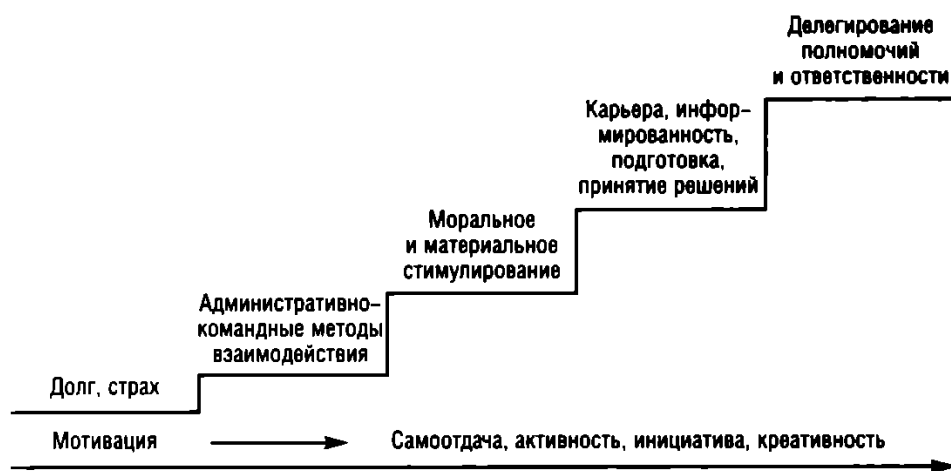 Делегирование
полномочий
и ответственности
Карьера, инфор-
мированность,
подготовка,
принятие решений
Моральное
и материальное
стимулирование
Административно-
командные методы
взаимодействия
Долг, страх
Мотивация
Самоотдача, активность, инициатива, креативность